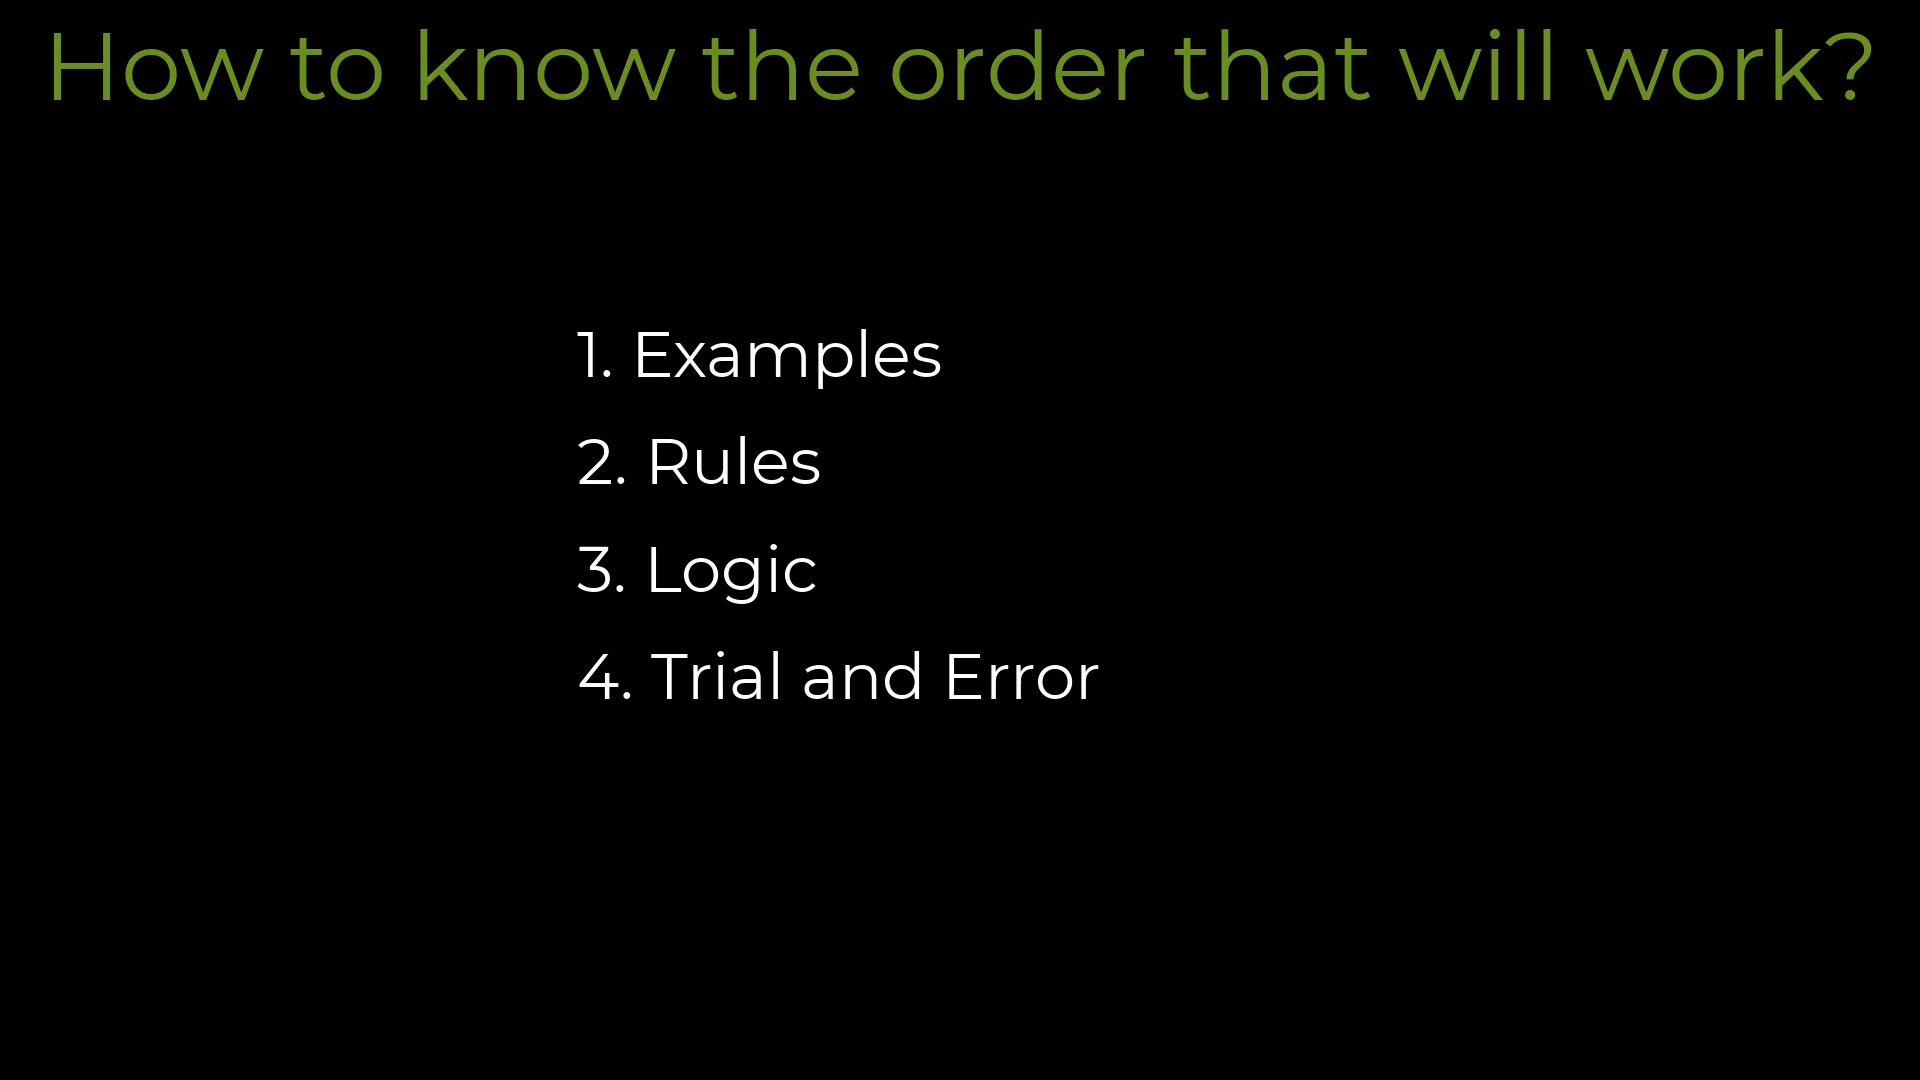 How to know the order that will work?
1. Examples
2. Rules
3. Logic
4. Trial and Error